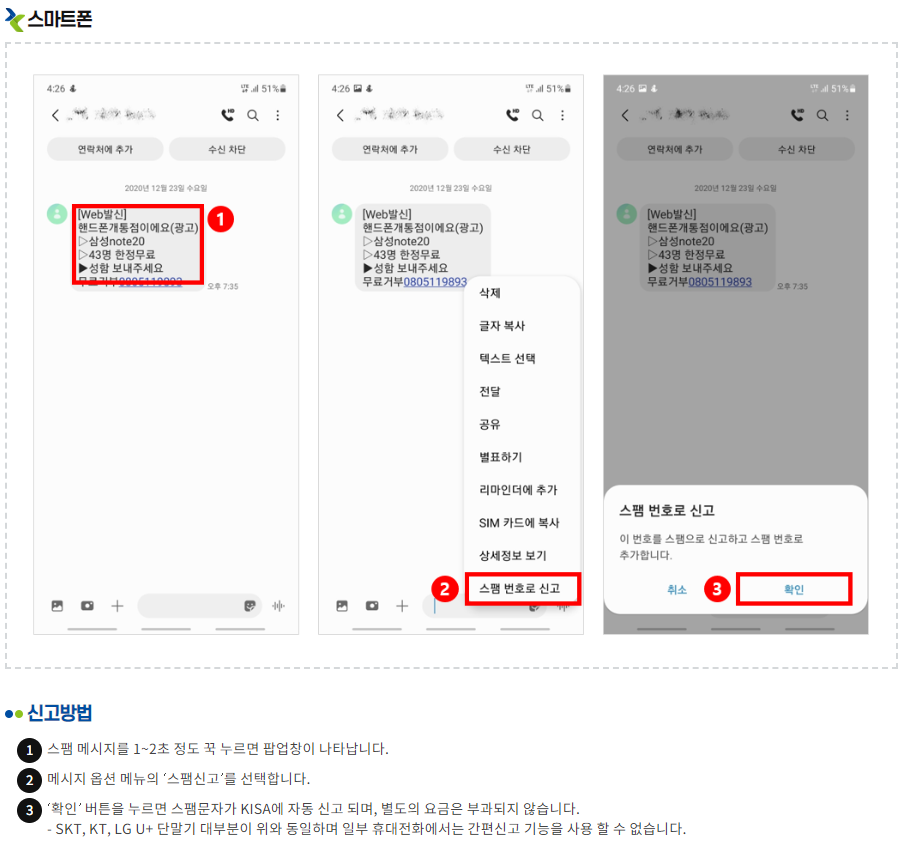 스마트폰
4:26 LTE 51%
HD
연락처에 추가 수신 차단
2020년 12월 23일 수요일
[Web발신]
핸드폰개통점이에요(광고)
▷삼성note20
▷43명 한정무료
▶성함 보내주세요
무료거부0805119893
오후 7:35
1
4:26 LTE 51%
HD
연락처에 추가 수신 차단
2020년 12월 23일 수요일
[Web발신]
핸드폰개통점이에요(광고)
▷삼성note20
▷43명 한정무료
▶성함 보내주세요
무료거부0805119893
삭제
글자 복사
텍스트 선택
전달
공유
별표하기
리마인더에 추가
SIM 카드에 복사
상세정보 보기
2 스팸 번호로 신고
4:26 LTE 51%
HD
연락처에 추가 수신 차단
2020년 12월 23일 수요일
[Web발신]
핸드폰개통점이에요(광고)
▷삼성note20
▷43명 한정무료
▶성함 보내주세요
무료거부0805119893
오후 7:35
스팸 번호로 신고
이 번호를 스팸으로 신고하고 스팸 번호로
추가합니다.
취소 3 확인
신고방법
1 스팸 메시지를 1~2초 정도 꾹 누르면 팝업창이 나타납니다.
2 메시지 옵션 메뉴의 ‘스팸신고’를 선택합니다.
3 ‘확인’ 버튼을 누르면 스팸문자가 KISA에 자동 신고 되며, 별도의 요금은 부과되지 않습니다.
- SKT, KT, LG U+ 단말기 대부분이 위와 동일하며 일부 휴대전화에서는 간편신고 기능을 사용 할 수 없습니다.